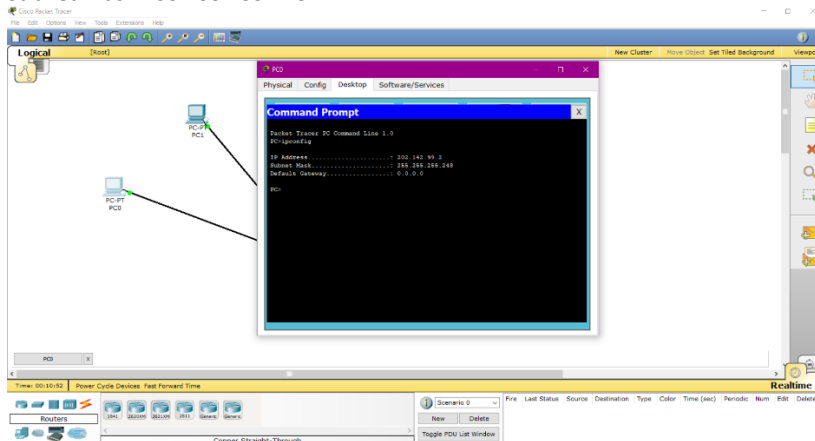 Cisco Packet Tracer
File Edit Options View Tools Extensions Help
Logical [Root] New Cluster Move Object Set Tiled Background Viewpo
PC0
Physical Config Desktop Software/Services
Command Prompt X
Packet Tracer PC Command Line 1.0
PC>ipconfig
IP Address......................: 202.142.99.2
Subnet Mask.....................: 255.255.255.248
Default Gateway.................: 0.0.0.0
PC>
PC-PT
PC1
PC-PT
PC0
PC0 X
Time: 00:10:52 Power Cycle Devices Fast Forward Time Realtime
Routers
1841 2620XM 2621XM 2811 Generic Generic
Copper Straight-Through
Scenario 0
New Delete
Toggle PDU List Window
Fire Last Status Source Destination Type Color Time (sec) Periodic Num Edit Delete